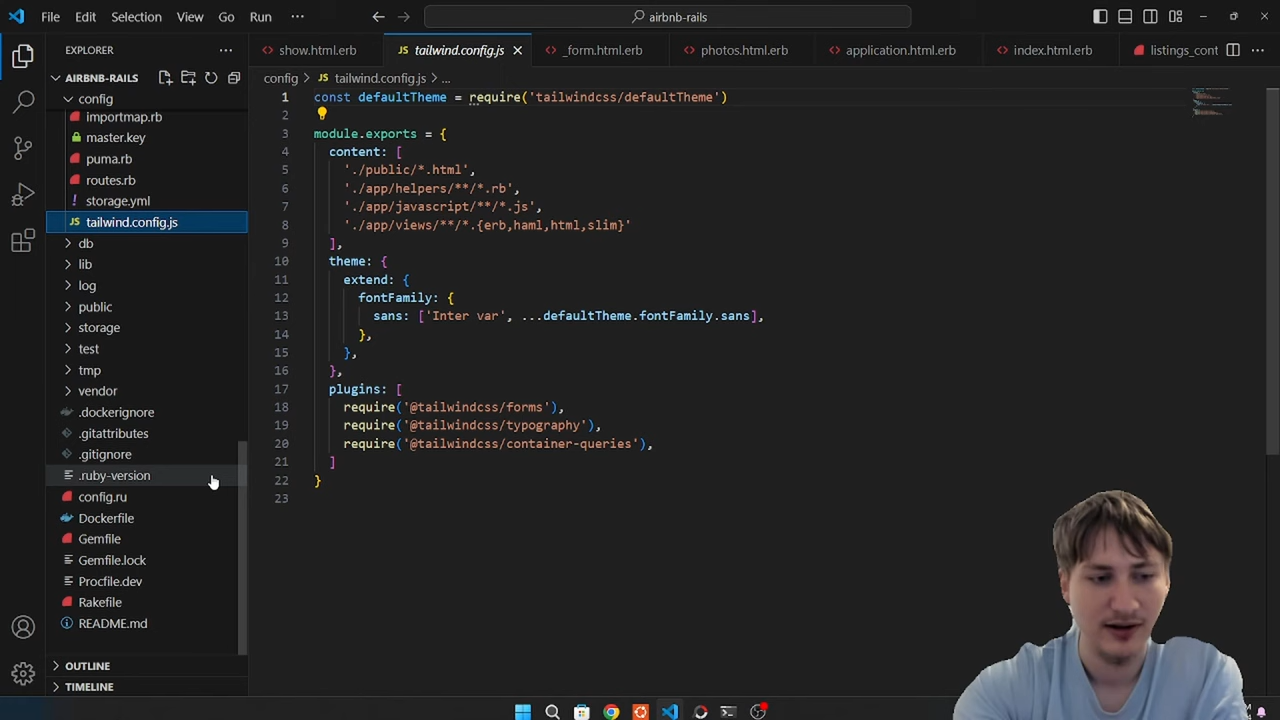 File Edit Selection View Go Run ··· airbnb-rails
EXPLORER ···
show.html.erb tailwind.config.js _form.html.erb photos.html.erb application.html.erb index.html.erb listings_cont ···
AIRBNB-RAILS
config > JS tailwind.config.js > ...
config
importmap.rb
master.key
puma.rb
routes.rb
! storage.yml
JS tailwind.config.js
db
lib
log
public
storage
test
tmp
vendor
.dockerignore
.gitattributes
.gitignore
.ruby-version
config.ru
Dockerfile
Gemfile
Gemfile.lock
Procfile.dev
Rakefile
README.md
OUTLINE
TIMELINE
1 const defaultTheme = require('tailwindcss/defaultTheme')
2
3 module.exports = {
4 content: [
5 './public/*.html',
6 './app/helpers/**/*.rb',
7 './app/javascript/**/*.js',
8 './app/views/**/*.{erb,haml,html,slim}'
9 ],
10 theme: {
11 extend: {
12 fontFamily: {
13 sans: ['Inter var', ...defaultTheme.fontFamily.sans],
14 },
15 },
16 },
17 plugins: [
18 require('@tailwindcss/forms'),
19 require('@tailwindcss/typography'),
20 require('@tailwindcss/container-queries'),
21 ]
22 }
23